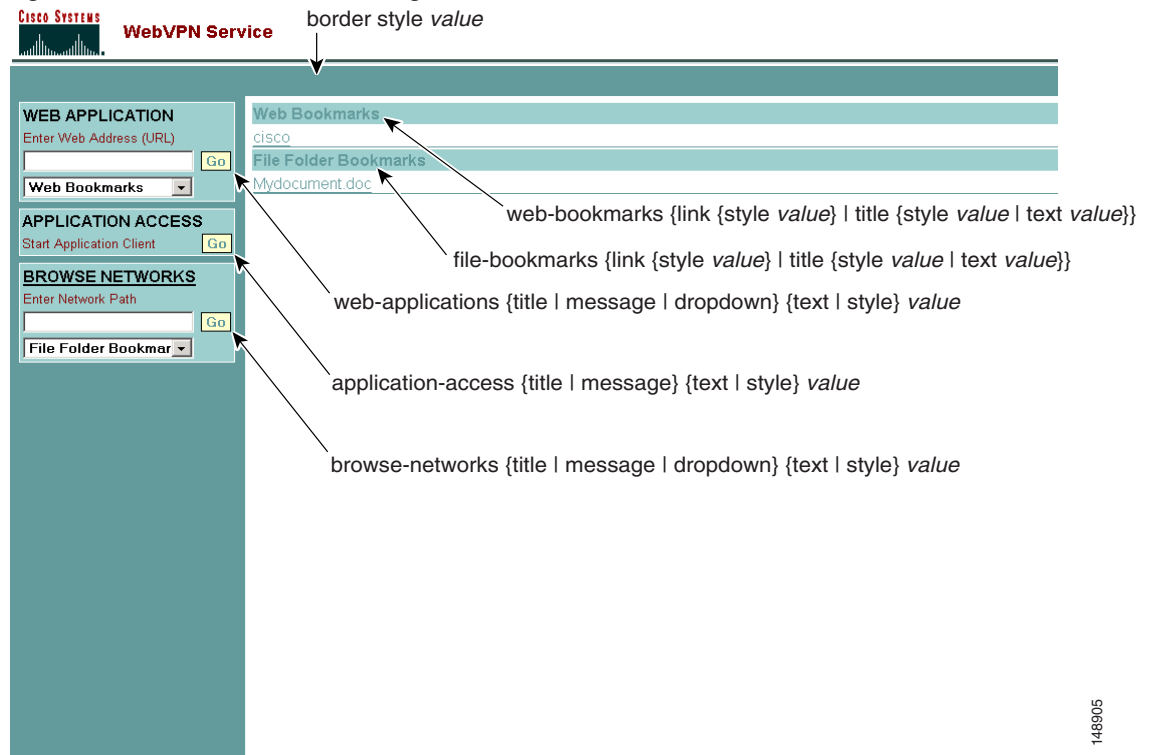 CISCO SYSTEMS
WebVPN Service
border style value
WEB APPLICATION
Enter Web Address (URL)
Go
Web Bookmarks
APPLICATION ACCESS
Start Application Client
Go
BROWSE NETWORKS
Enter Network Path
Go
File Folder Bookmar
Web Bookmarks
cisco
File Folder Bookmarks
Mydocument.doc
web-bookmarks {link {style value} | title {style value | text value}}
file-bookmarks {link {style value} | title {style value | text value}}
web-applications {title | message | dropdown} {text | style} value
application-access {title | message} {text | style} value
browse-networks {title | message | dropdown} {text | style} value
148905